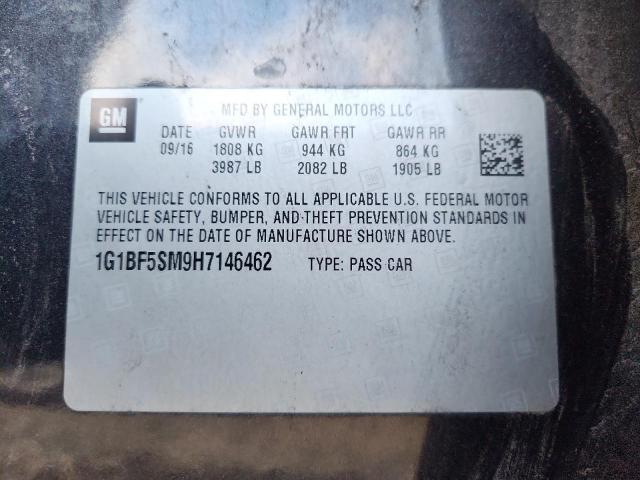 GM
MFD BY GENERAL MOTORS LLC
DATE GVWR GAWR FRT GAWR RR
09/16 1808 KG 944 KG 864 KG
3987 LB 2082 LB 1905 LB
THIS VEHICLE CONFORMS TO ALL APPLICABLE U.S. FEDERAL MOTOR
VEHICLE SAFETY, BUMPER, AND THEFT PREVENTION STANDARDS IN
EFFECT ON THE DATE OF MANUFACTURE SHOWN ABOVE.
1G1BF5SM9H7146462 TYPE: PASS CAR